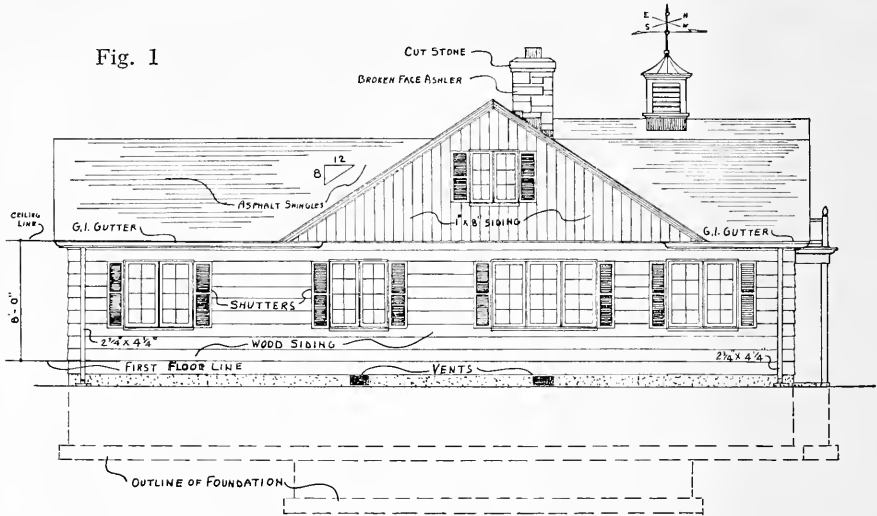 Fig. 1
CUT STONE
BROKEN FACE ASHLER
E N
S W
12
8
ASPHALT SHINGLES
CEILING
LINE
G.I. GUTTER
1" X 8" SIDING
G.I. GUTTER
8'-0"
SHUTTERS
2¼" X 4¼"
WOOD SIDING
2¼" X 4¼"
FIRST FLOOR LINE
VENTS
OUTLINE OF FOUNDATION